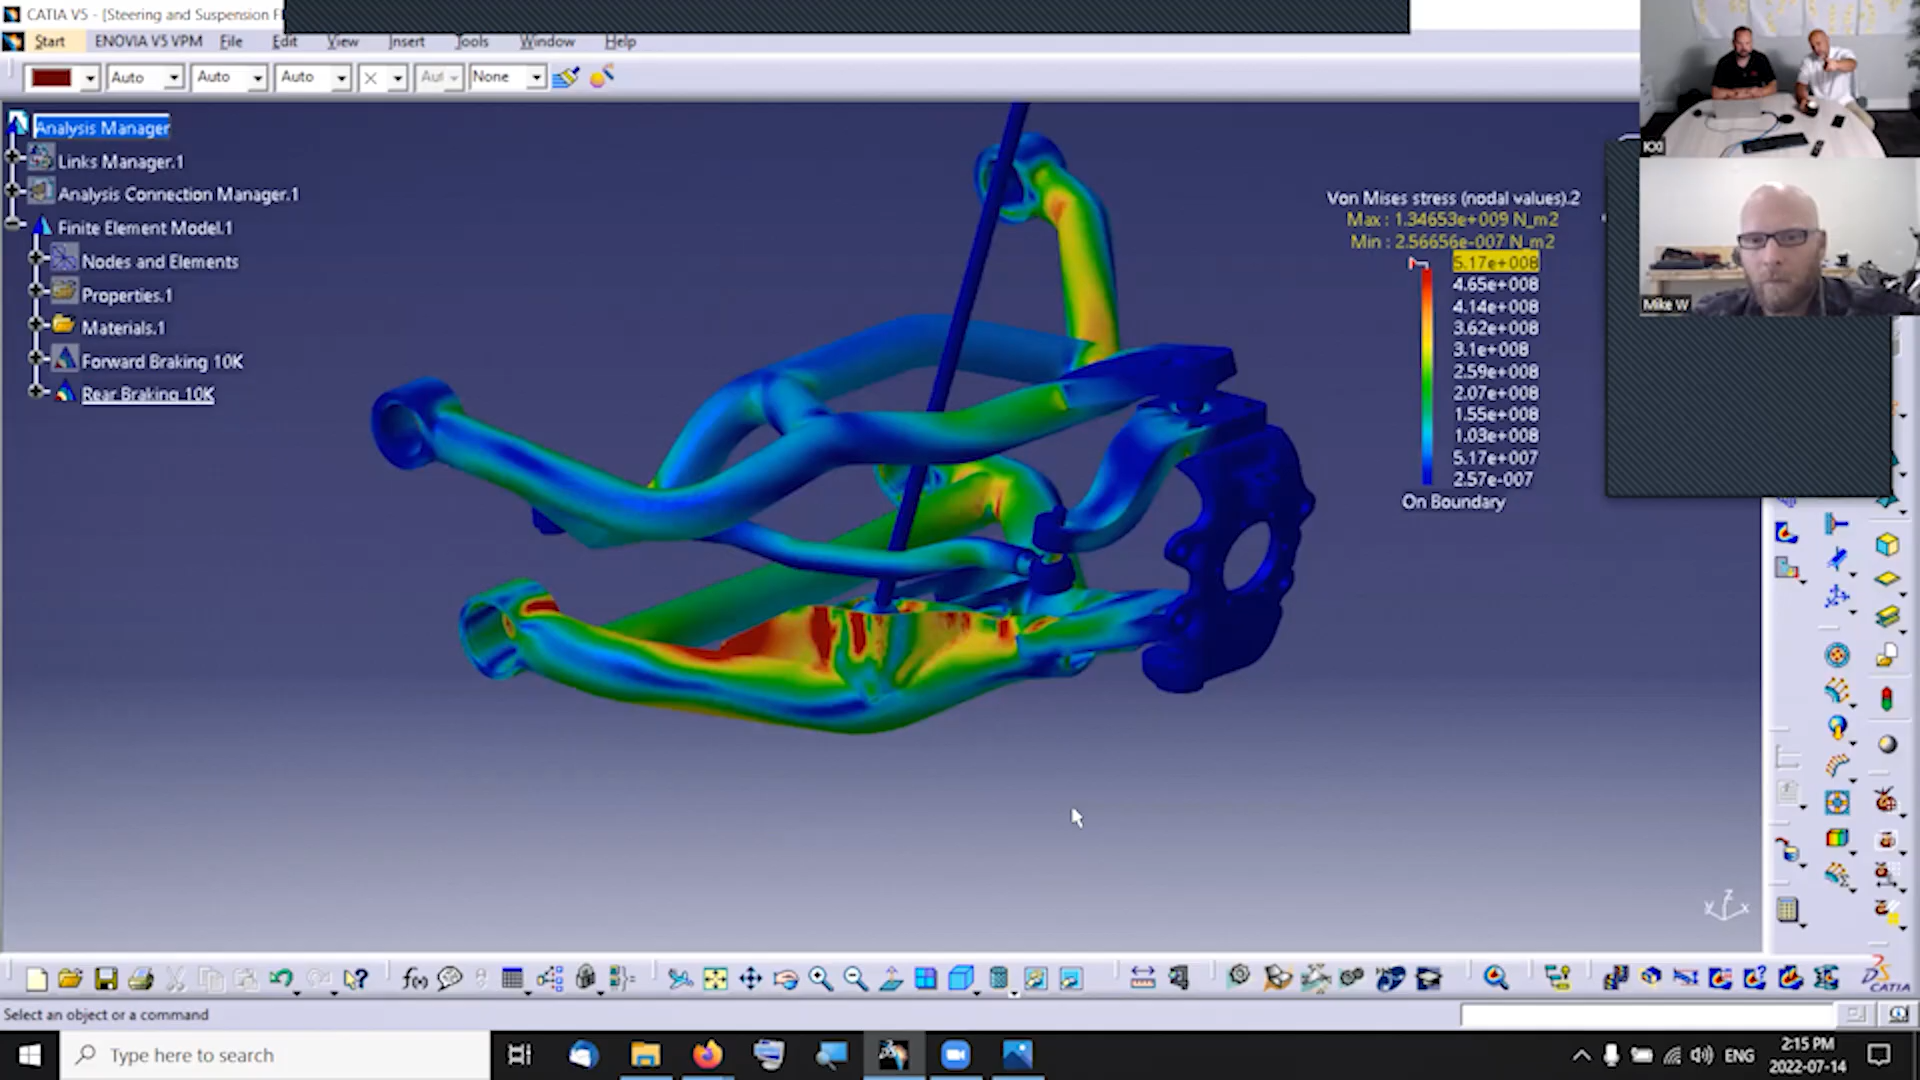 CATIA V5 - [Steering and Suspension F
Start ENOVIA V5 VPM File Edit View Insert Tools Window Help
Auto Auto Auto Aut None
Analysis Manager
Links Manager.1
Analysis Connection Manager.1
Finite Element Model.1
Nodes and Elements
Properties.1
Materials.1
Forward Braking 10K
Rear Braking 10K
Von Mises stress (nodal values).2
Max : 1.34653e+009 N_m2
Min : 2.56656e-007 N_m2
5.17e+008
4.65e+008
4.14e+008
3.62e+008
3.1e+008
2.59e+008
2.07e+008
1.55e+008
1.03e+008
5.17e+007
2.57e-007
On Boundary
Mike W
z
y x
CATIA
Select an object or a command
Type here to search
ENG
2:15 PM
2022-07-14